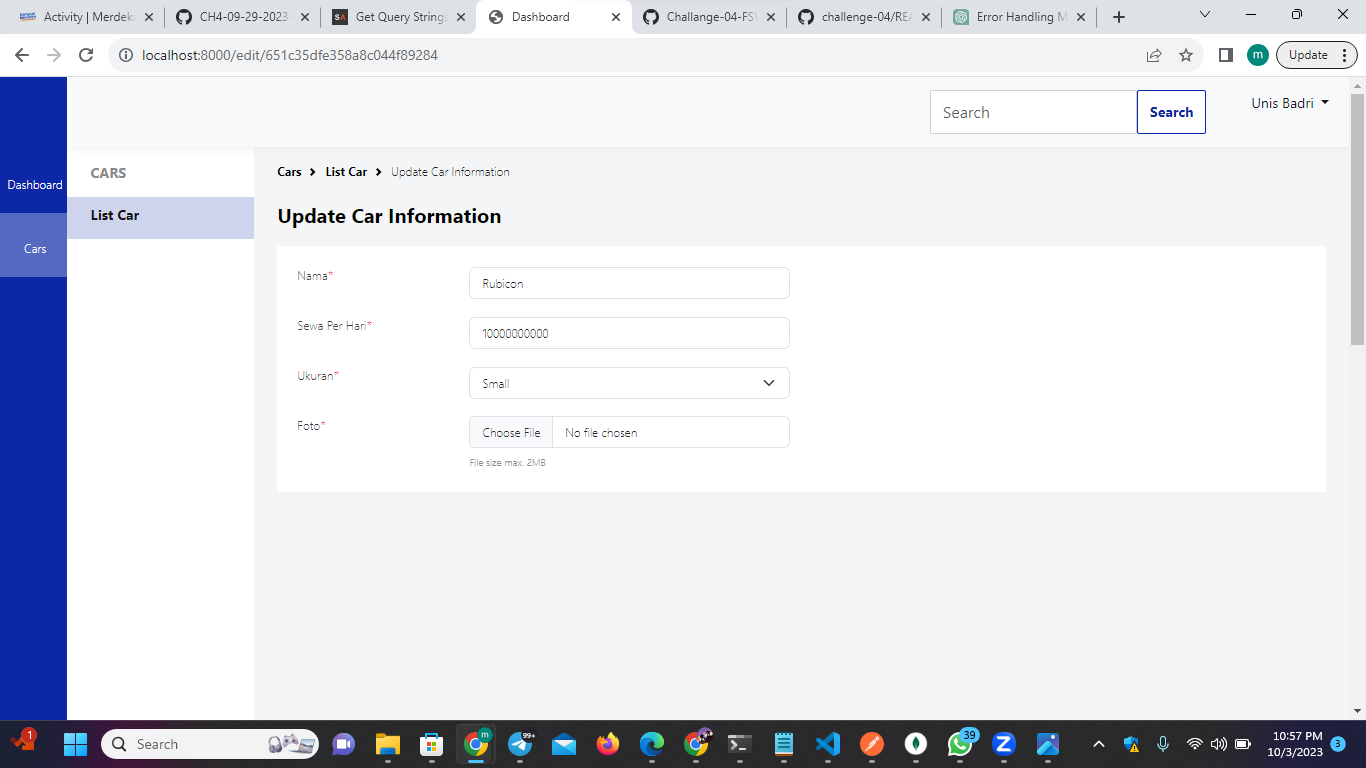 Activity | Merdeka
CH4-09-29-2023-
Get Query Strings
Dashboard
Challange-04-FSW
challenge-04/REA
Error Handling M
localhost:8000/edit/651c35dfe358a8c044f89284
m
Update
Search
Search
Unis Badri
Dashboard
Cars
CARS
List Car
Cars
List Car
Update Car Information
Update Car Information
Nama*
Rubicon
Sewa Per Hari*
10000000000
Ukuran*
Small
Foto*
Choose File
No file chosen
File size max. 2MB
1
Search
m
99+
39
10:57 PM
10/3/2023
3